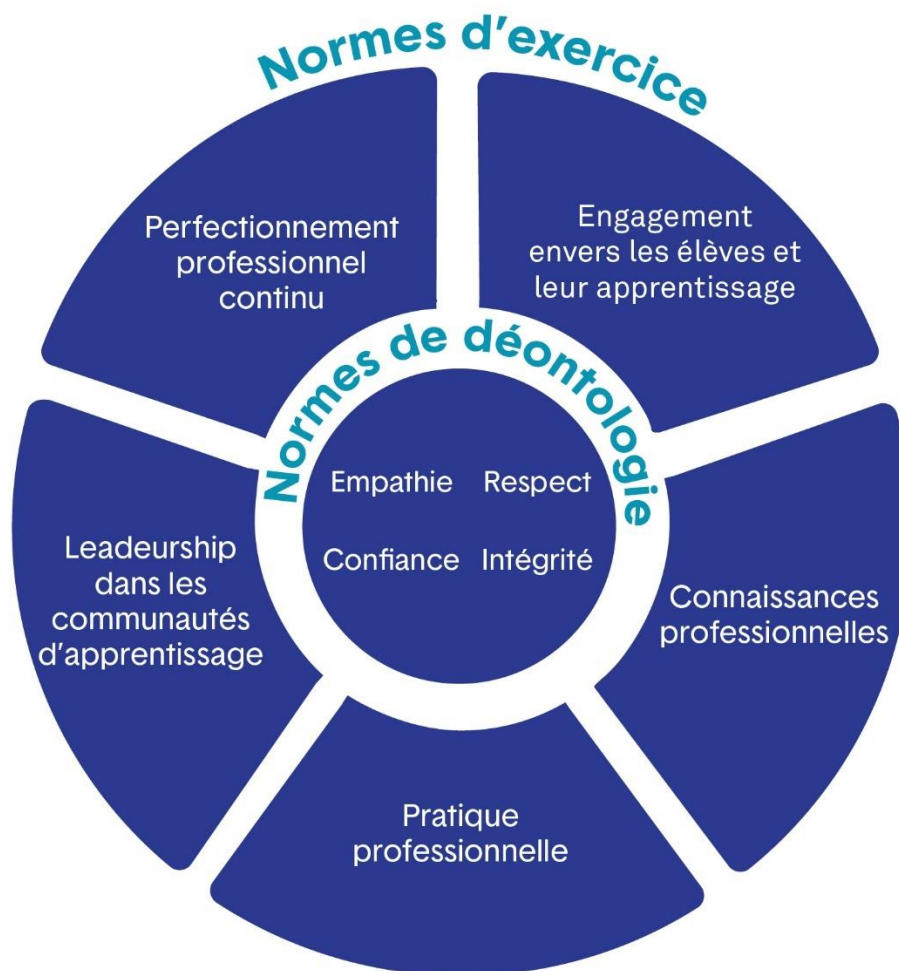 Normes d'exercice
Perfectionnement
professionnel
continu
Engagement
envers les élèves et
leur apprentissage
Normes de déontologie
Empathie Respect
Confiance Intégrité
Leadeurship
dans les
communautés
d'apprentissage
Connaissances
professionnelles
Pratique
professionnelle